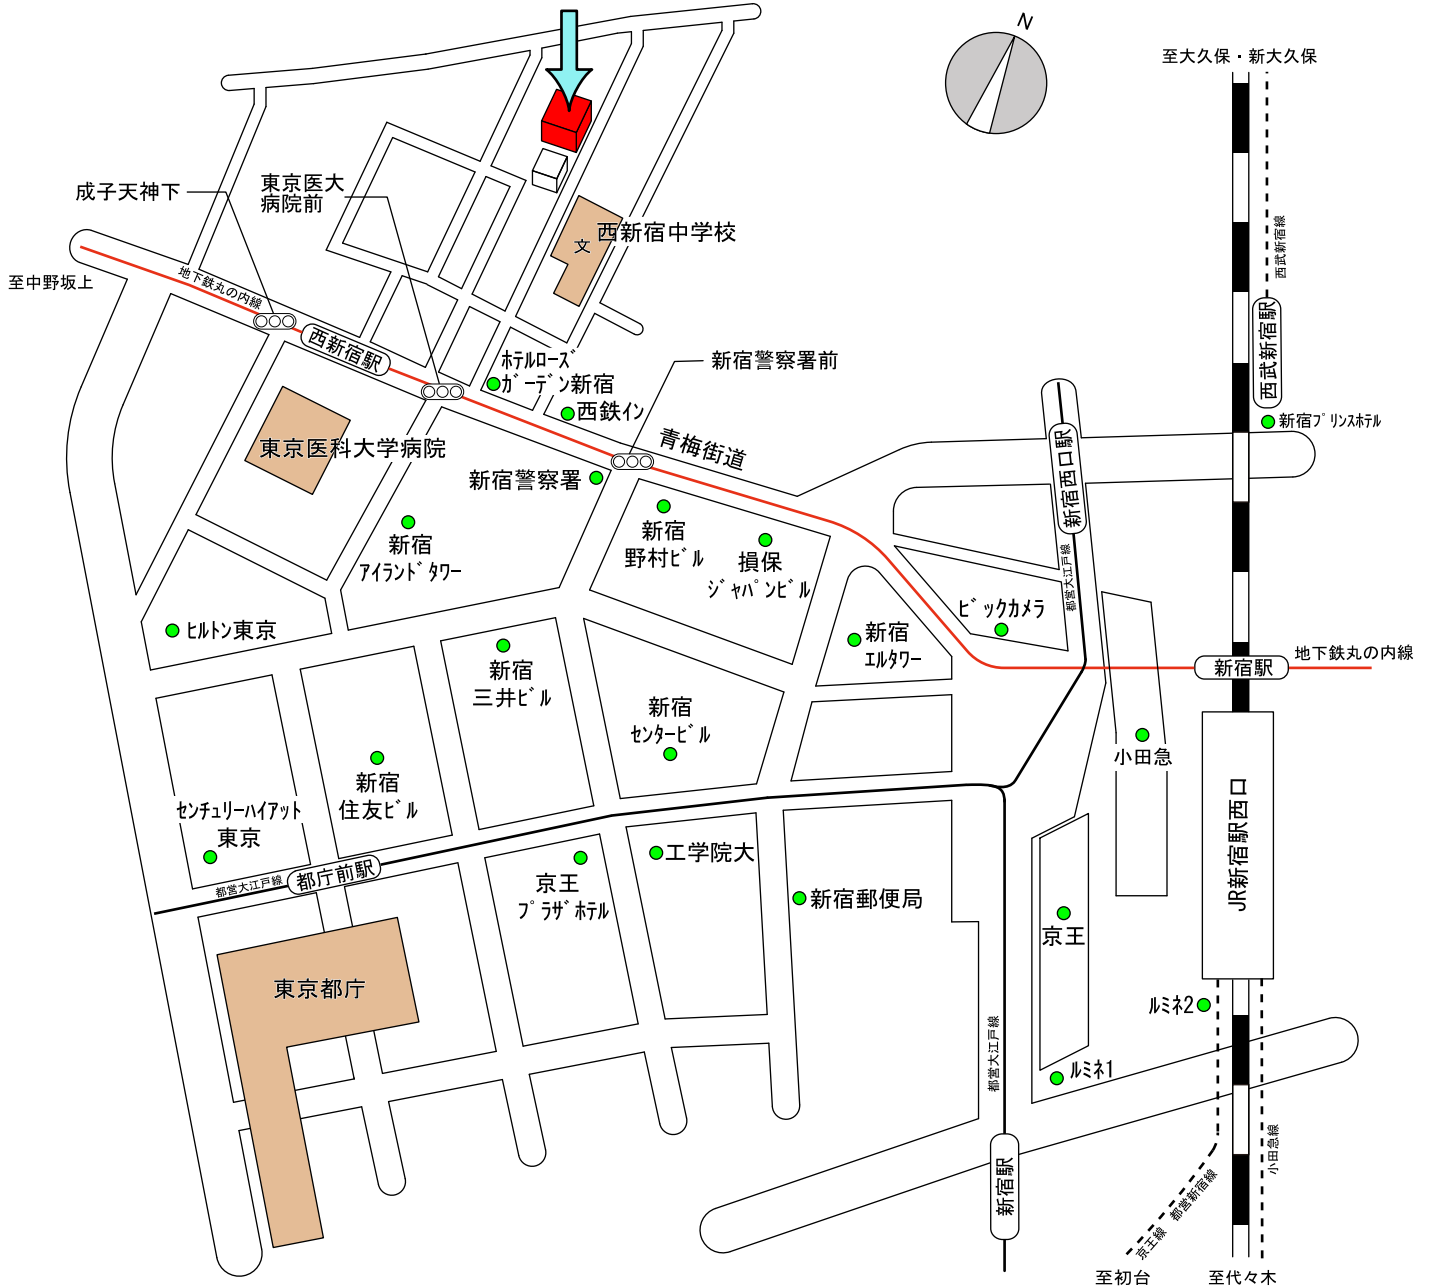 N
至大久保・新大久保
成子天神下
東京医大
病院前
西新宿中学校
文
西武新宿線
至中野坂上
地下鉄丸の内線
西新宿駅
ﾎﾃﾙﾛｰｽﾞ
ｶﾞｰﾃﾞﾝ新宿
新宿警察署前
西武新宿駅
西鉄イン
新宿ﾌﾟﾘﾝｽﾎﾃﾙ
青梅街道
新宿西口駅
東京医科大学病院
新宿警察署
新宿
野村ﾋﾞﾙ
損保
ｼﾞｬﾊﾟﾝﾋﾞﾙ
新宿
ｱｲﾗﾝﾄﾞﾀﾜｰ
都営大江戸線
ﾋﾞｯｸｶﾒﾗ
ﾋﾙﾄﾝ東京
新宿
ｴﾙﾀﾜｰ
新宿駅
地下鉄丸の内線
新宿
三井ﾋﾞﾙ
新宿
ｾﾝﾀｰﾋﾞﾙ
小田急
新宿
住友ﾋﾞﾙ
ｾﾝﾁｭﾘｰﾊｲｱｯﾄ
東京
JR新宿駅西口
工学院大
都営大江戸線
都庁前駅
京王
ﾌﾟﾗｻﾞﾎﾃﾙ
新宿郵便局
京王
東京都庁
ﾙﾐﾈ2
都営大江戸線
ﾙﾐﾈ1
小田急線
新宿駅
京王線
都営新宿線
至初台
至代々木